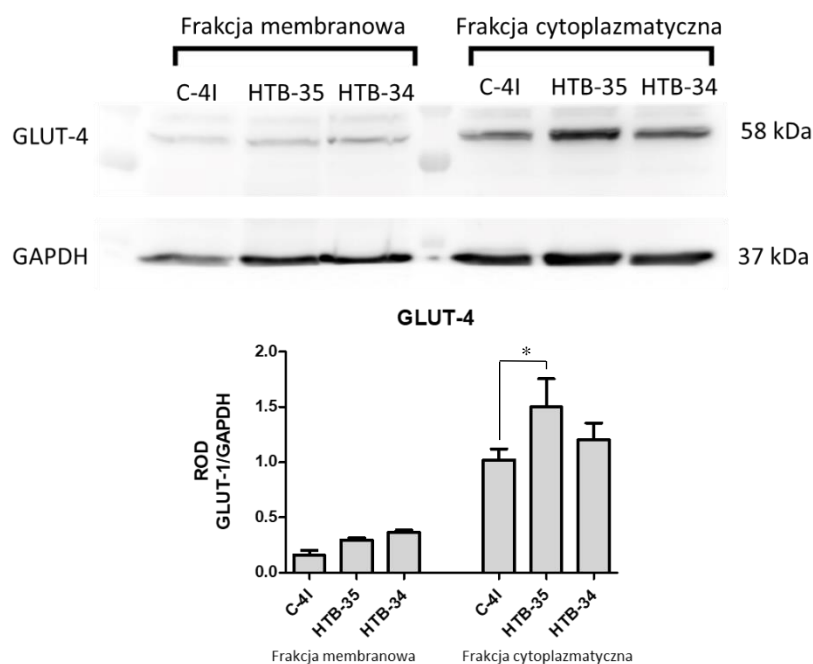 Frakcja membranowa Frakcja cytoplazmatyczna
C-4I HTB-35 HTB-34 C-4I HTB-35 HTB-34
GLUT-4 58 kDa
GAPDH 37 kDa
GLUT-4
ROD
GLUT-1/GAPDH
2.0
1.5
1.0
0.5
0.0
*
C-4I HTB-35 HTB-34 C-4I HTB-35 HTB-34
Frakcja membranowa Frakcja cytoplazmatyczna